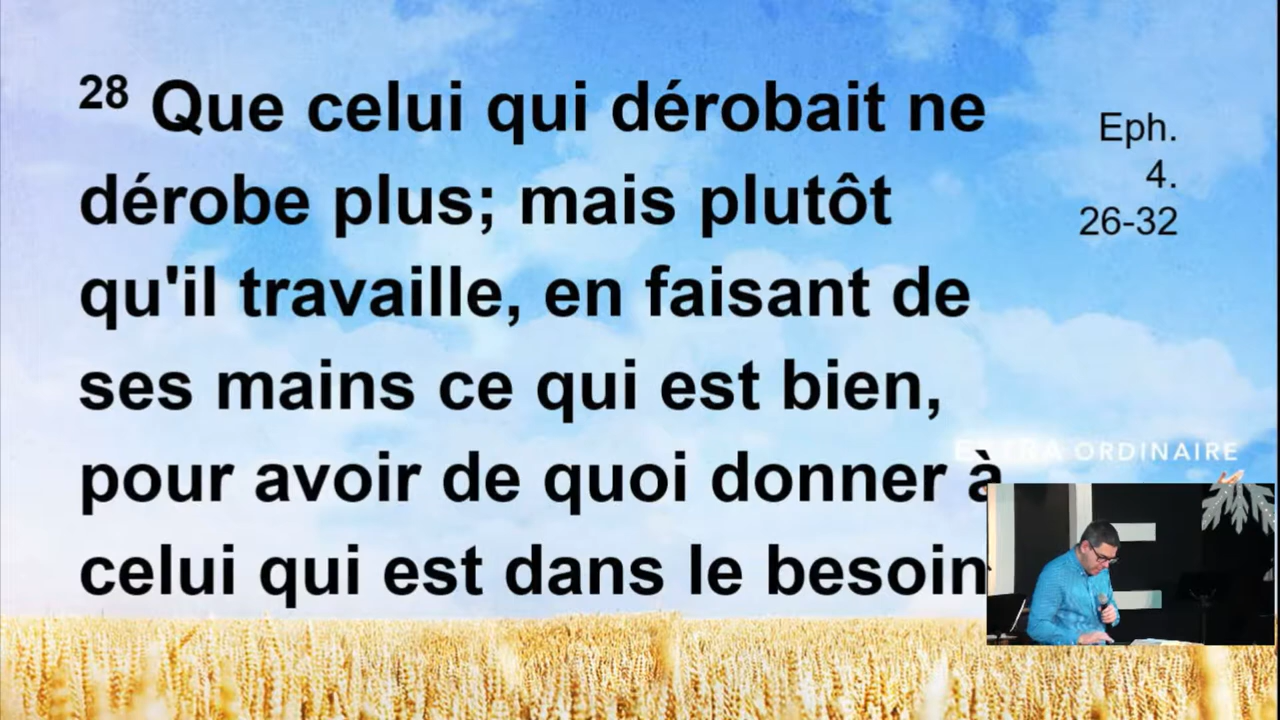 28 Que celui qui dérobait ne
dérobe plus; mais plutôt
qu'il travaille, en faisant de
ses mains ce qui est bien,
pour avoir de quoi donner à
celui qui est dans le besoin
Eph.
4.
26-32
EXTRA ORDINAIRE
E